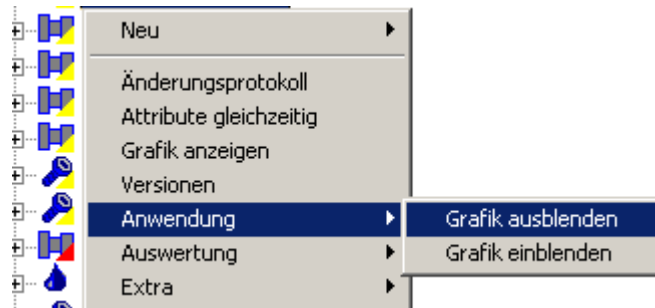 Neu
Änderungsprotokoll
Attribute gleichzeitig
Grafik anzeigen
Versionen
Anwendung
Grafik ausblenden
Auswertung
Grafik einblenden
Extra